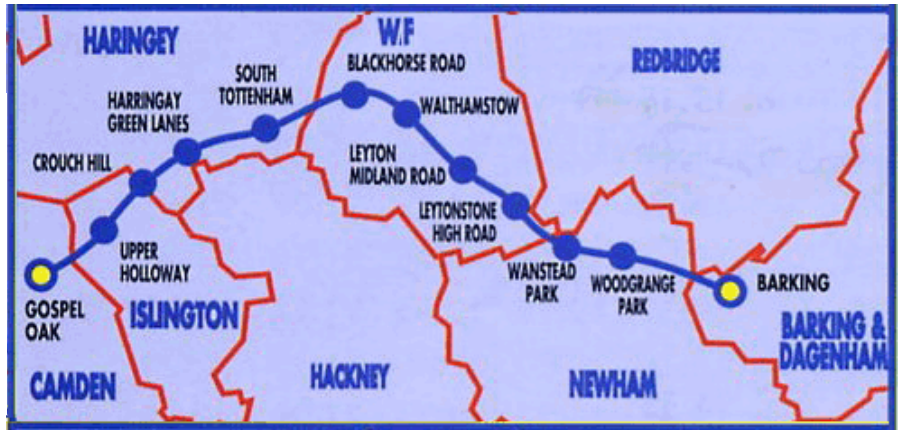 HARINGEY
W.F
REDBRIDGE
BLACKHORSE ROAD
SOUTH
TOTTENHAM
HARRINGAY
GREEN LANES
WALTHAMSTOW
CROUCH HILL
LEYTON
MIDLAND ROAD
LEYTONSTONE
HIGH ROAD
UPPER
HOLLOWAY
WANSTEAD
PARK
WOODGRANGE
PARK
BARKING
GOSPEL
OAK
ISLINGTON
BARKING &
DAGENHAM
CAMDEN
HACKNEY
NEWHAM